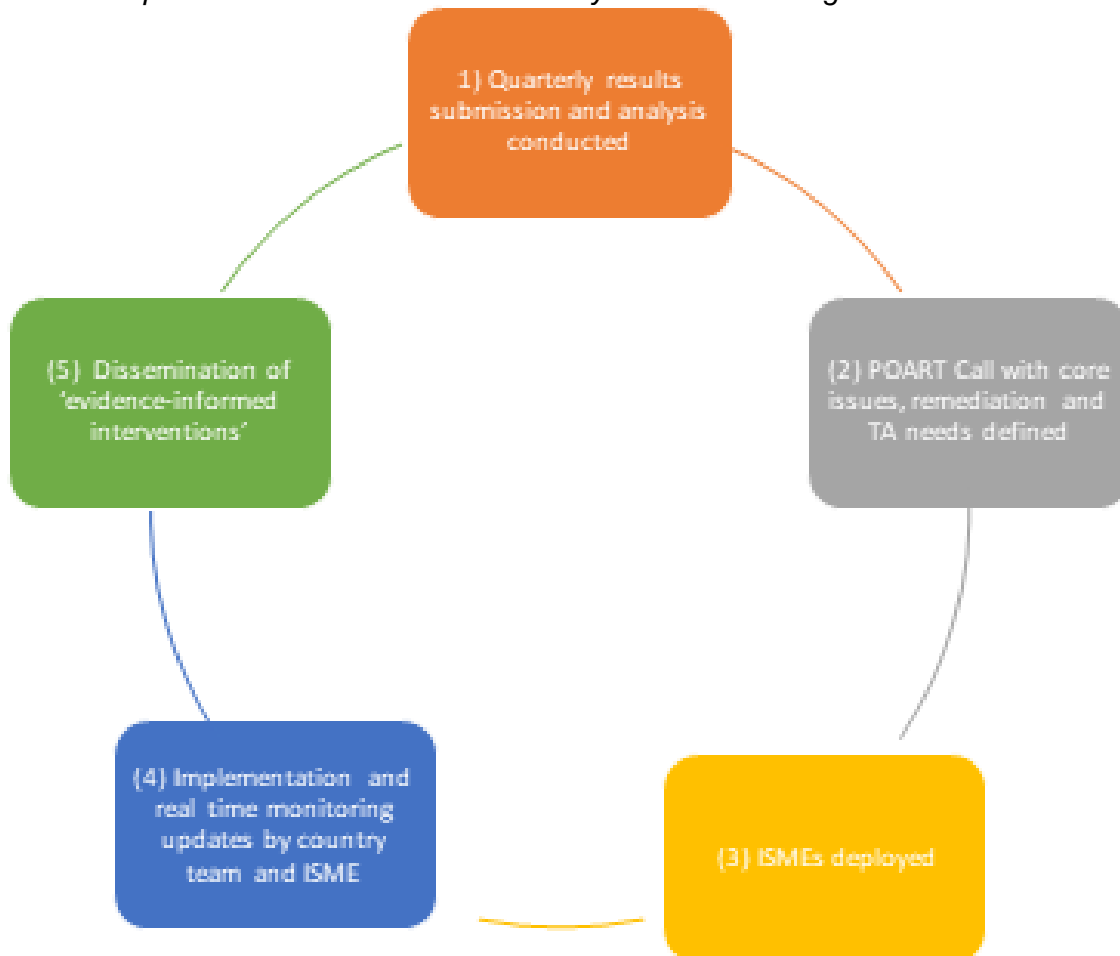 1) Quarterly results
submission and analysis
conducted
(2) POART Call with core
issues, remediation and
TA needs defined
(3) ISMEs deployed
(4) Implementation and
real time monitoring
updates by country
team and ISME
(5) Dissemination of
‘evidence-informed
interventions’